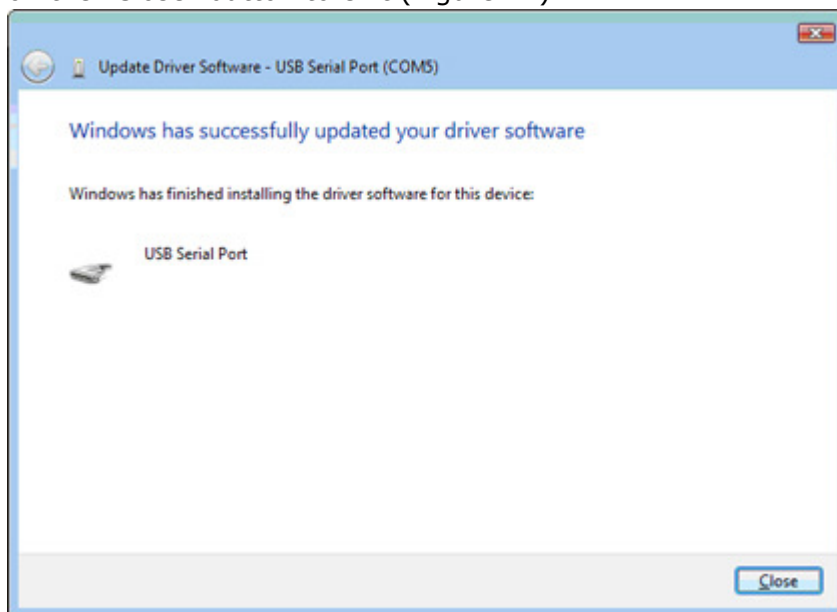 Update Driver Software - USB Serial Port (COM5)
Windows has successfully updated your driver software
Windows has finished installing the driver software for this device:
USB Serial Port
Close